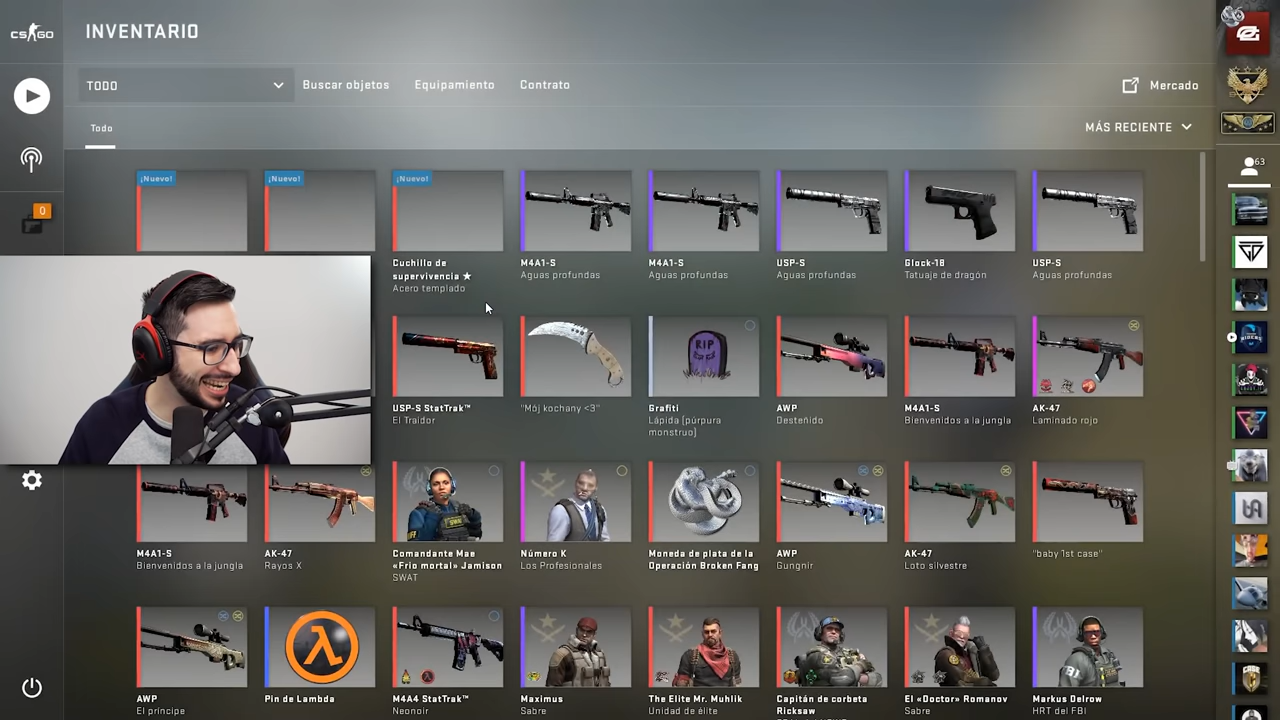 CS GO
INVENTARIO
TODO
Buscar objetos
Equipamiento
Contrato
Mercado
Todo
MÁS RECIENTE
63
0
¡Nuevo!
¡Nuevo!
¡Nuevo!
Cuchillo de
supervivencia ★
Acero templado
M4A1-S
Aguas profundas
M4A1-S
Aguas profundas
USP-S
Aguas profundas
Glock-18
Tatuaje de dragón
USP-S
Aguas profundas
USP-S StatTrak™
El Traidor
"Mój kochany <3"
RIP
Grafiti
Lápida (púrpura
monstruo)
AWP
Desteñido
M4A1-S
Bienvenidos a la jungla
AK-47
Laminado rojo
M4A1-S
Bienvenidos a la jungla
AK-47
Rayos X
Comandante Mae
«Frío mortal» Jamison
SWAT
Número K
Los Profesionales
Moneda de plata de la
Operación Broken Fang
AWP
Gungnir
AK-47
Loto silvestre
"baby 1st case"
AWP
El príncipe
Pin de Lambda
M4A4 StatTrak™
Neonoir
Maximus
Sabre
The Elite Mr. Muhlik
Unidad de élite
Capitán de corbeta
Ricksaw
El «Doctor» Romanov
Sabre
FBI
Markus Delrow
HRT del FBI